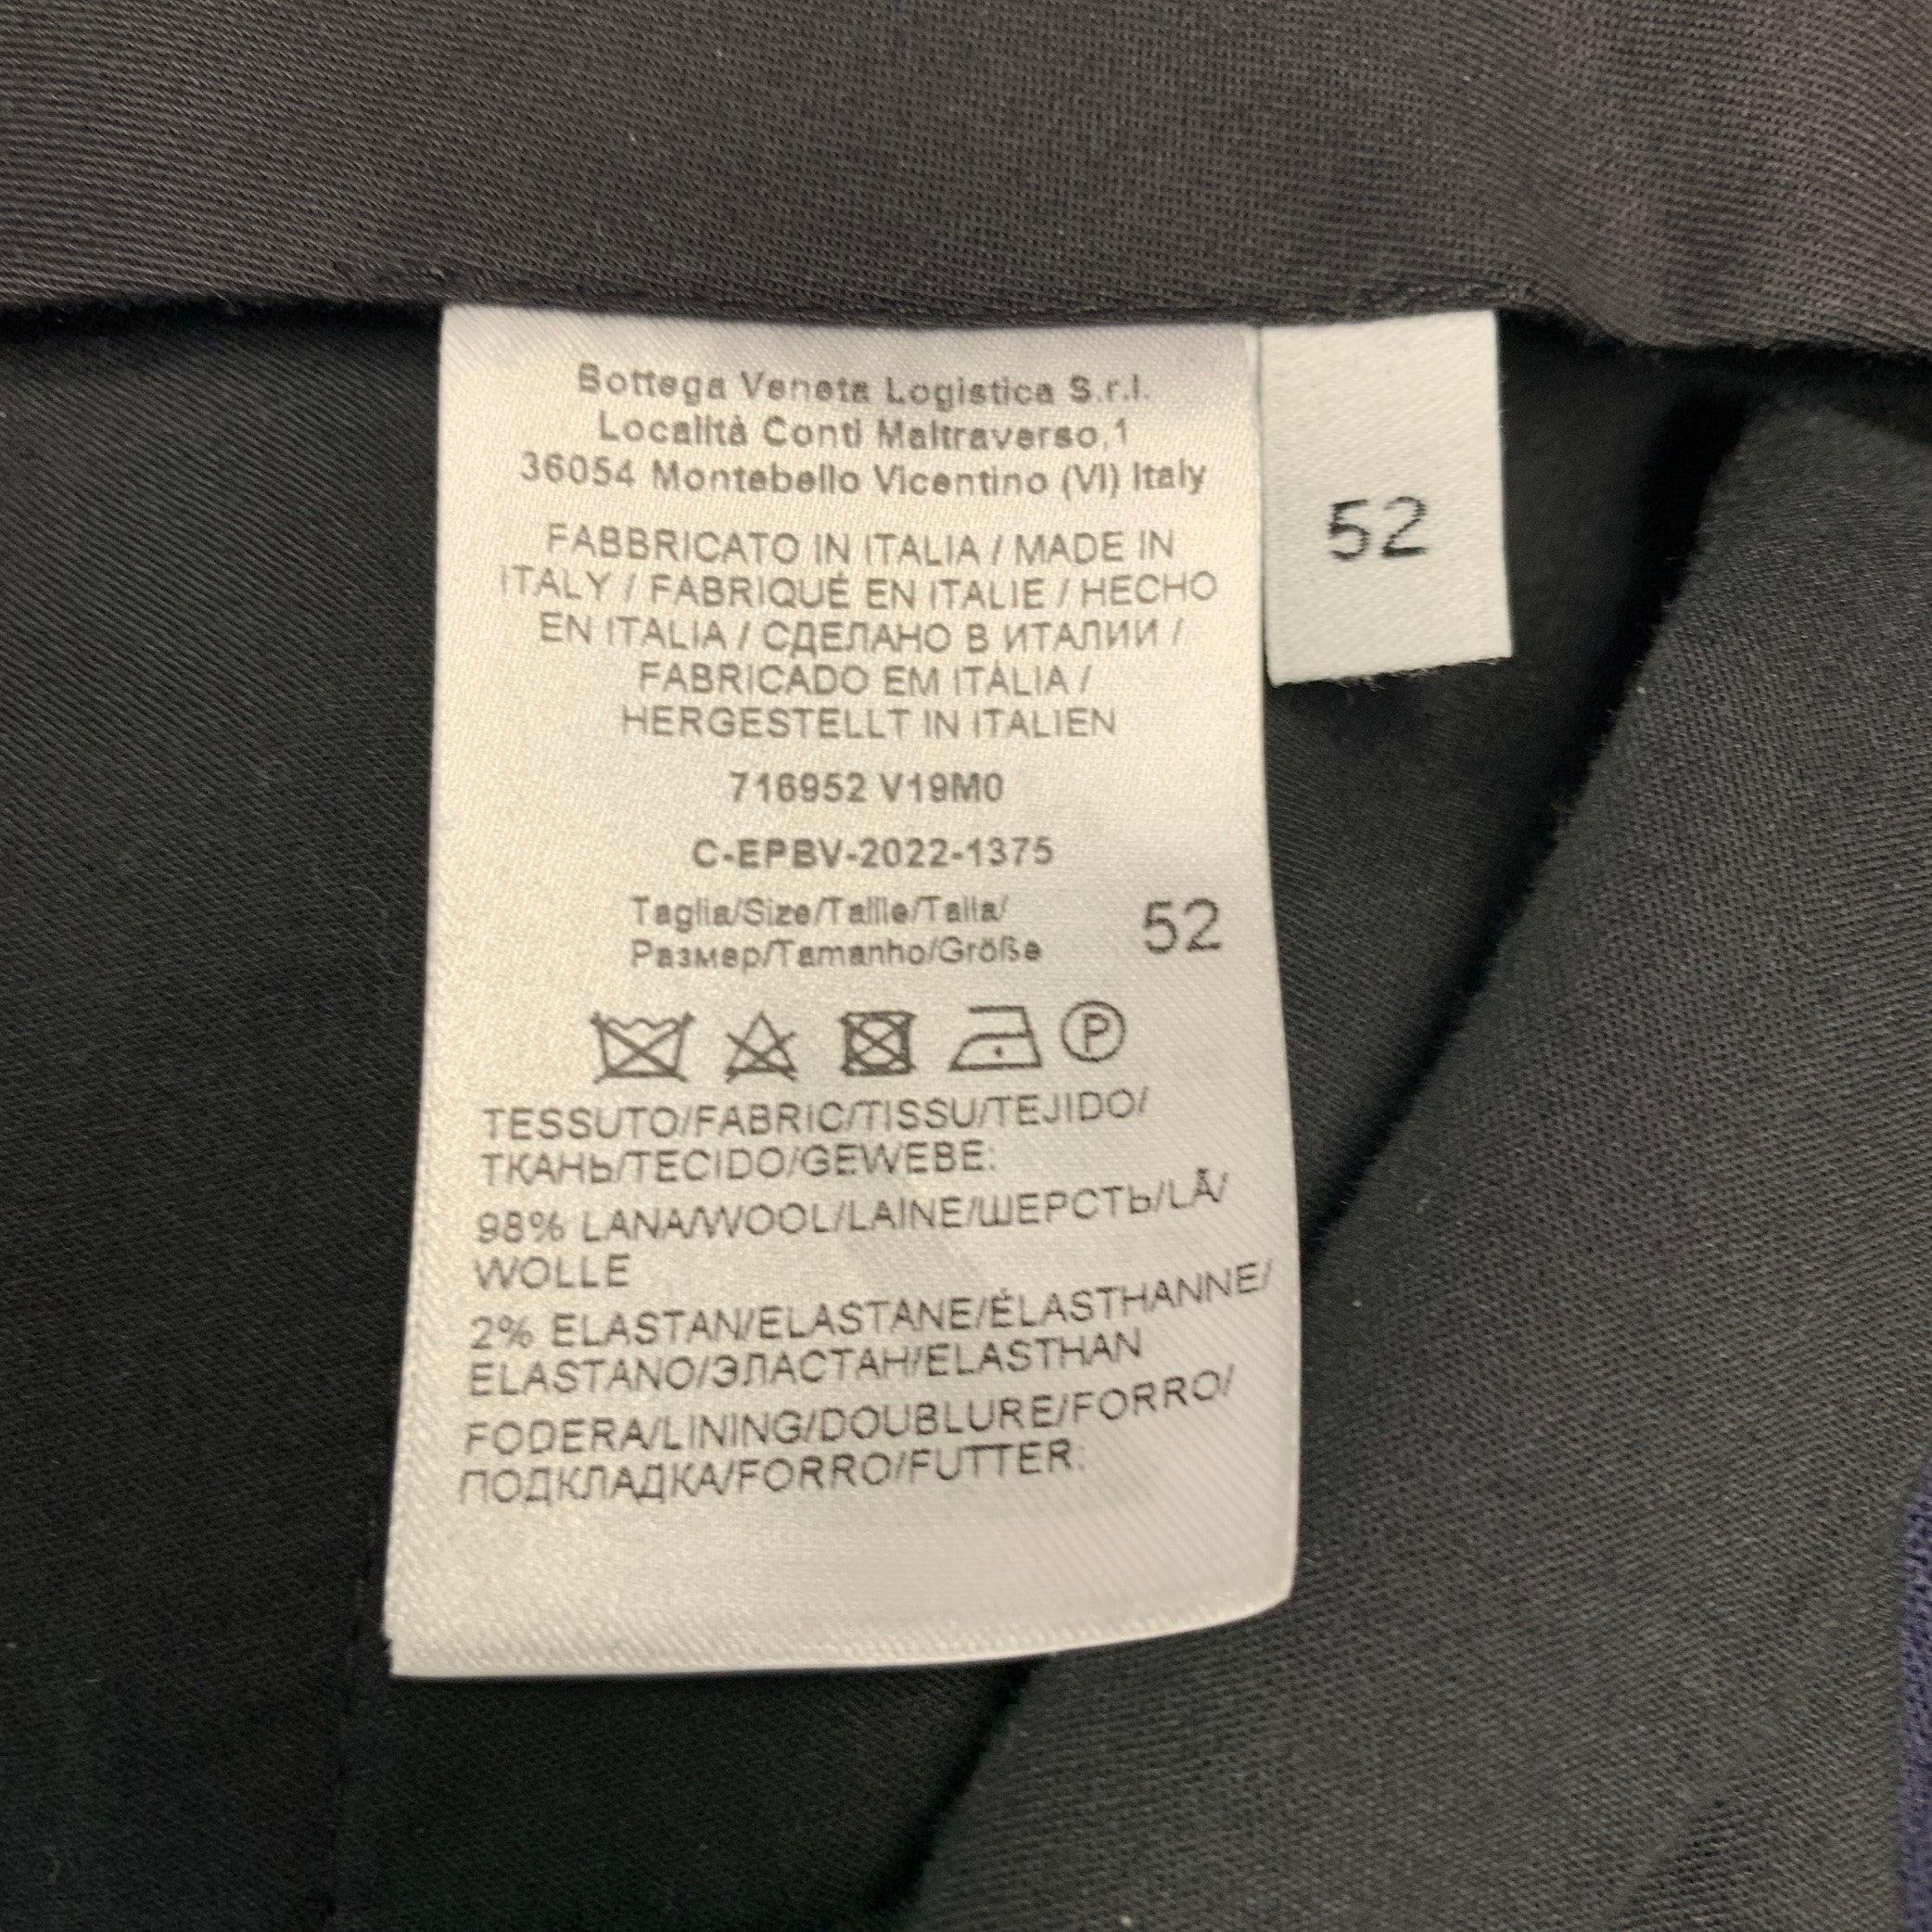 Bottega Veneta Logistica S.r.l.
Località Conti Maltraverso,1
36054 Montebello Vicentino (VI) Italy
FABBRICATO IN ITALIA / MADE IN
ITALY / FABRIQUÉ EN ITALIE / HECHO
EN ITALIA / СДЕЛАНО В ИТАЛИИ /
FABRICADO EM ITÁLIA /
HERGESTELLT IN ITALIEN
716952 V19M0
C-EPBV-2022-1375
Taglia/Size/Taille/Talla/
Размер/Tamanho/Größe
52
P
TESSUTO/FABRIC/TISSU/TEJIDO/
ТКАНЬ/TECIDO/GEWEBE:
98% LANA/WOOL/LAINE/ШЕРСТЬ/LÃ/
WOLLE
2% ELASTAN/ELASTANE/ÉLASTHANNE/
ELASTANO/ЭЛАСТАН/ELASTHAN
FODERA/LINING/DOUBLURE/FORRO/
ПОДКЛАДКА/FORRO/FUTTER:
52